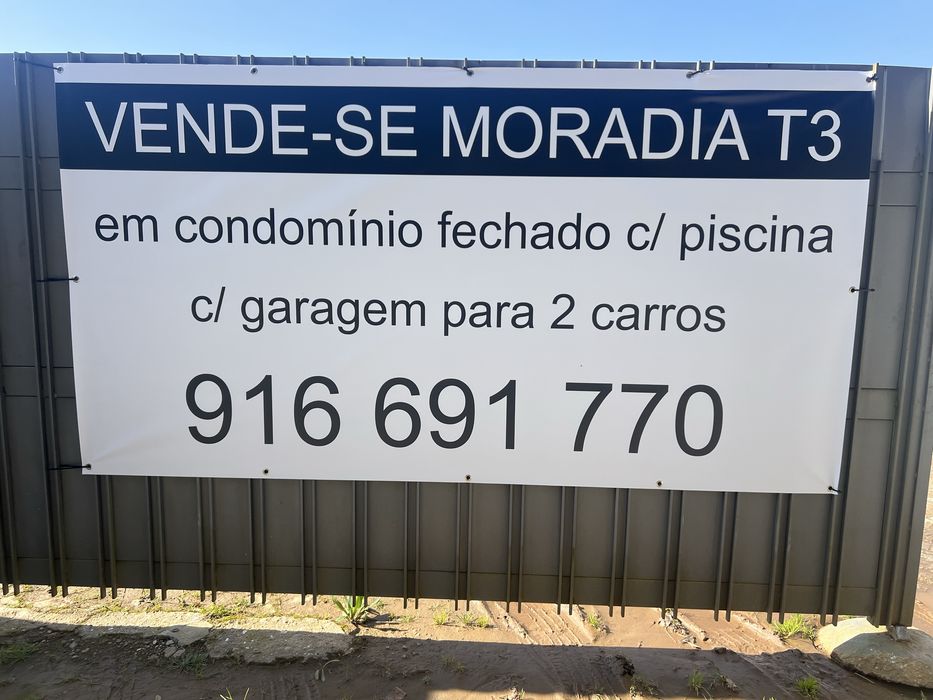 VENDE-SE MORADIA T3
em condomínio fechado c/ piscina
c/ garagem para 2 carros
916 691 770